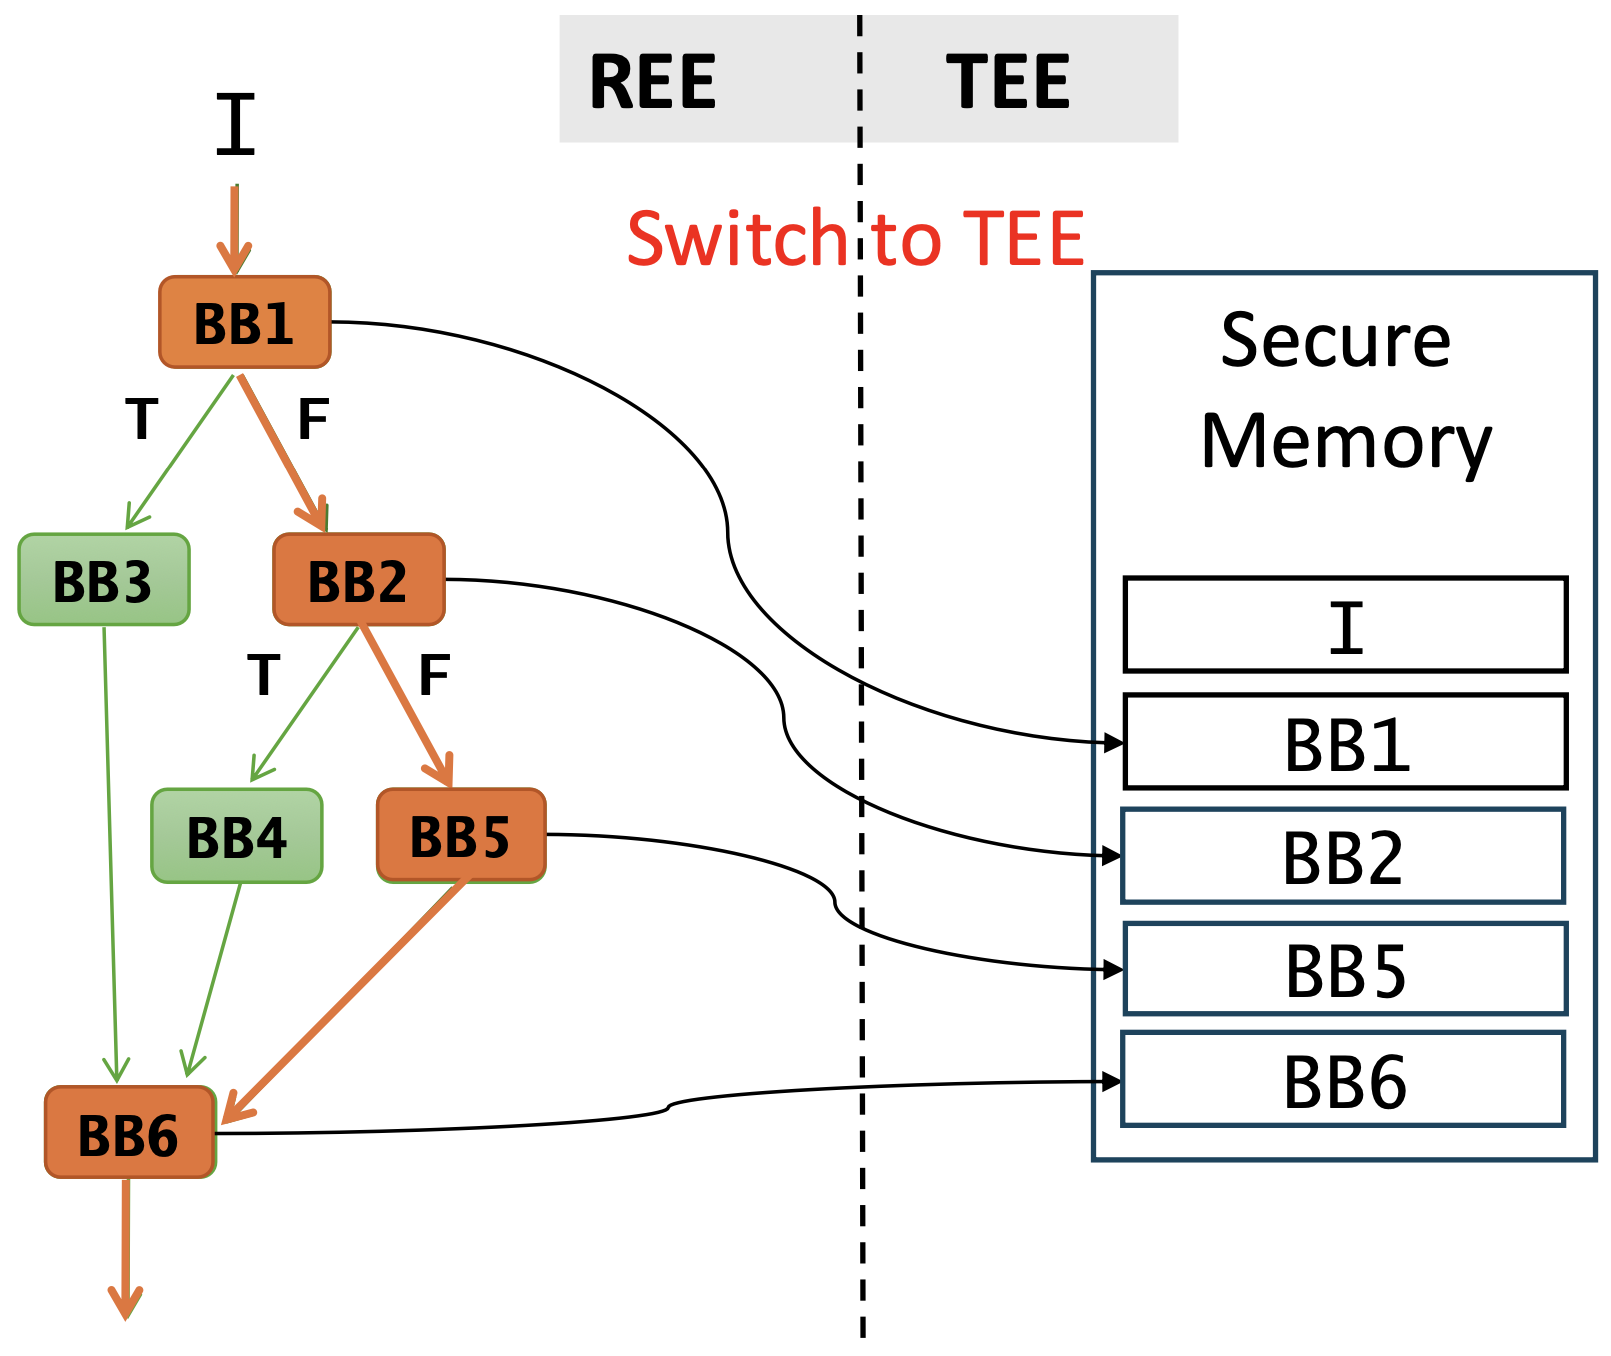 REE
TEE
I
Switch to TEE
BB1
T
F
BB3
BB2
T
F
BB4
BB5
BB6
Secure
Memory
I
BB1
BB2
BB5
BB6